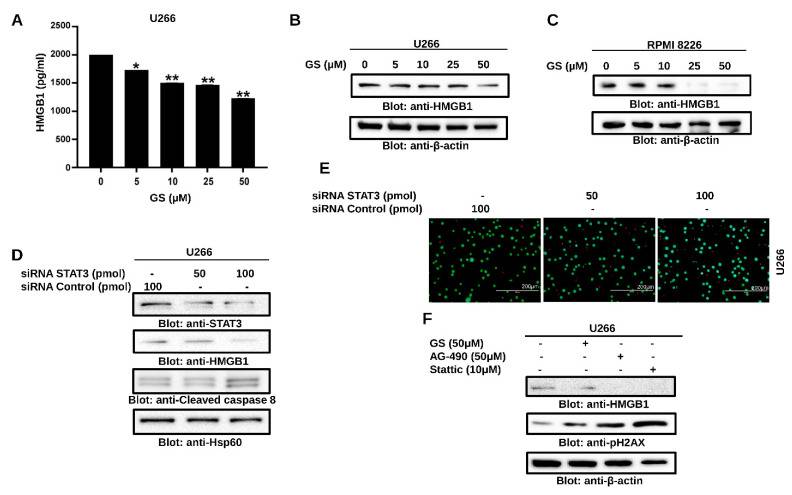 A
U266
HMGB1 (pg/ml)
2500
2000
1500
1000
500
0
*
**
**
**
0 5 10 25 50
GS (µM)
B
U266
GS (µM) 0 5 10 25 50
Blot: anti-HMGB1
Blot: anti-β-actin
C
RPMI 8226
GS (µM) 0 5 10 25 50
Blot: anti-HMGB1
Blot: anti-β-actin
E
siRNA STAT3 (pmol) - 50 100
siRNA Control (pmol) 100 - -
200µm 200µm 200µm
U266
D
U266
siRNA STAT3 (pmol) - 50 100
siRNA Control (pmol) 100 - -
Blot: anti-STAT3
Blot: anti-HMGB1
Blot: anti-Cleaved caspase 8
Blot: anti-Hsp60
F
U266
GS (50µM) - + - -
AG-490 (50µM) - - + -
Stattic (10µM) - - - +
Blot: anti-HMGB1
Blot: anti-pH2AX
Blot: anti-β-actin